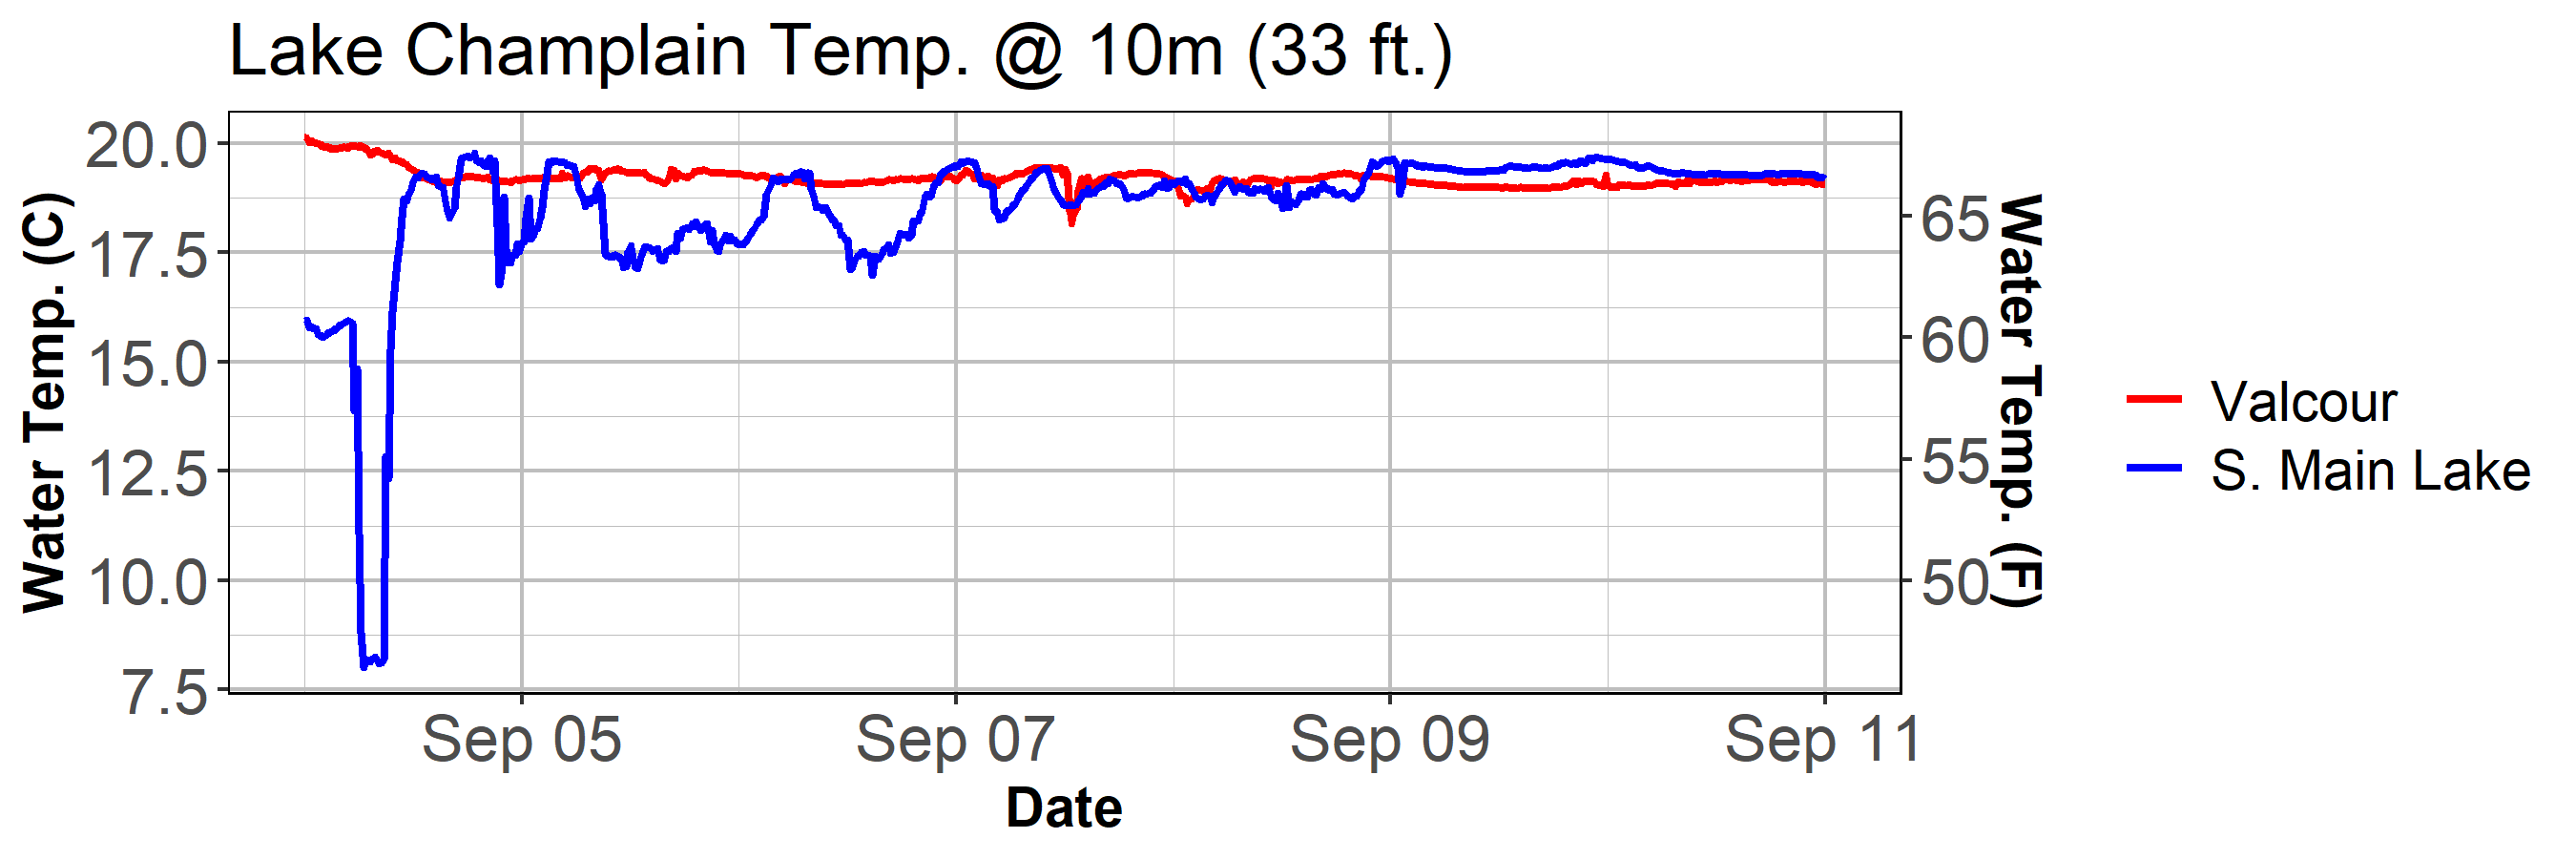 Lake Champlain Temp. @ 10m (33 ft.)
Water Temp. (C)
20.0
17.5
15.0
12.5
10.0
7.5
65
60
55
50
Water Temp. (F)
Sep 05
Sep 07
Sep 09
Sep 11
Date
Valcour
S. Main Lake